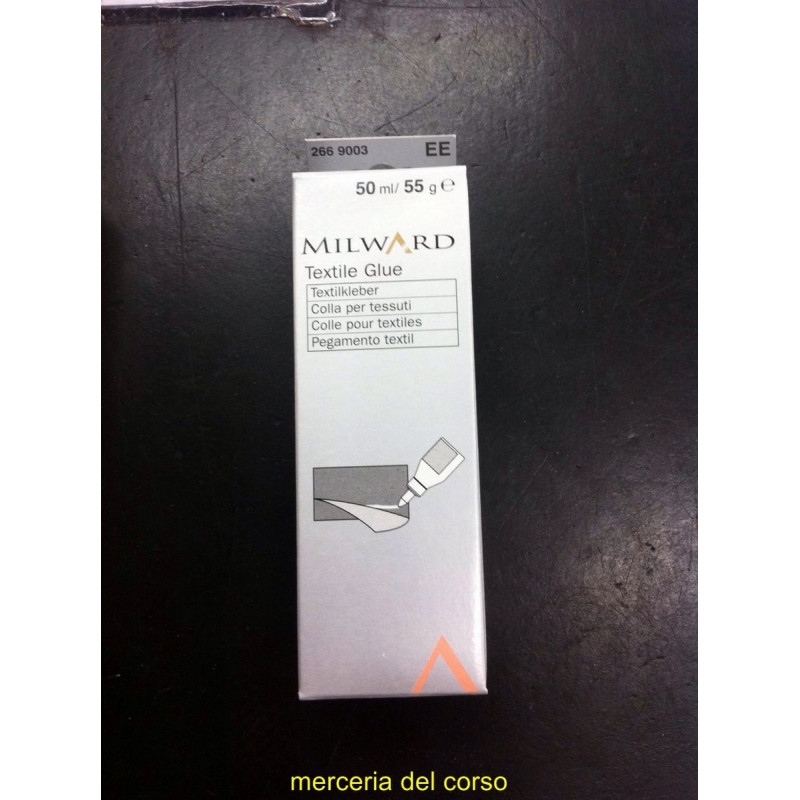 266 9003 EE
50 ml/ 55 g ℮
MILWARD
Textile Glue
Textilkleber
Colla per tessuti
Colle pour textiles
Pegamento textil
merceria del corso